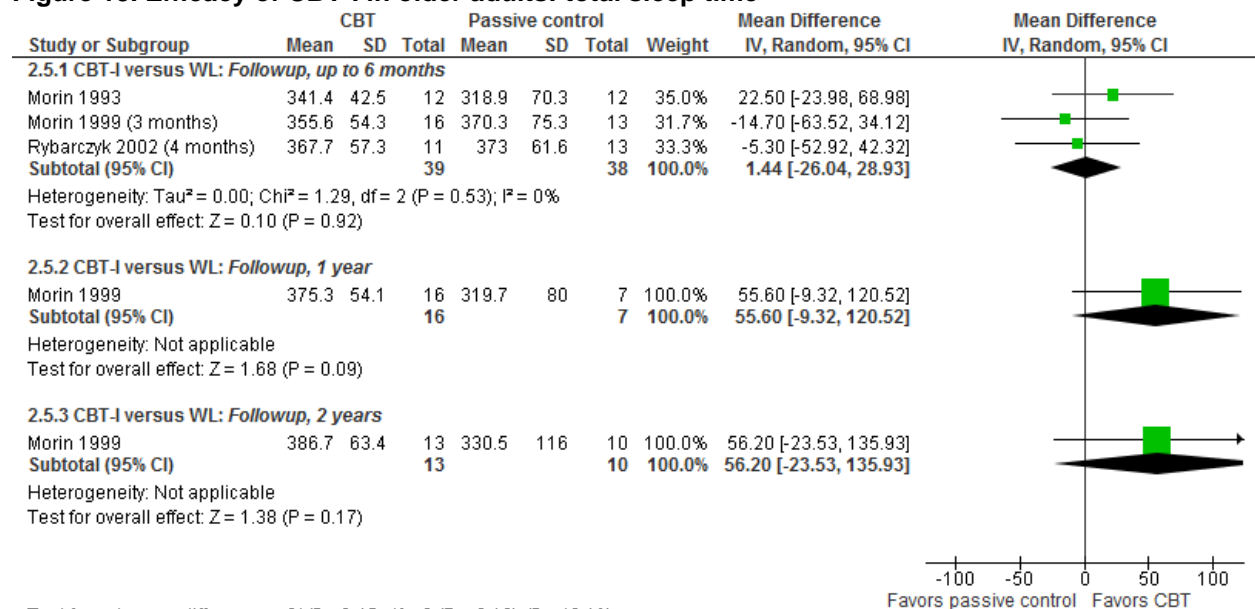 CBT Passive control Mean Difference Mean Difference
Study or Subgroup Mean SD Total Mean SD Total Weight IV, Random, 95% CI IV, Random, 95% CI
2.5.1 CBT-I versus WL: Followup, up to 6 months
Morin 1993 341.4 42.5 12 318.9 70.3 12 35.0% 22.50 [-23.98, 68.98]
Morin 1999 (3 months) 355.6 54.3 16 370.3 75.3 13 31.7% -14.70 [-63.52, 34.12]
Rybarczyk 2002 (4 months) 367.7 57.3 11 373 61.6 13 33.3% -5.30 [-52.92, 42.32]
Subtotal (95% CI) 39 38 100.0% 1.44 [-26.04, 28.93]
Heterogeneity: Tau² = 0.00; Chi² = 1.29, df = 2 (P = 0.53); I² = 0%
Test for overall effect: Z = 0.10 (P = 0.92)
2.5.2 CBT-I versus WL: Followup, 1 year
Morin 1999 375.3 54.1 16 319.7 80 7 100.0% 55.60 [-9.32, 120.52]
Subtotal (95% CI) 16 7 100.0% 55.60 [-9.32, 120.52]
Heterogeneity: Not applicable
Test for overall effect: Z = 1.68 (P = 0.09)
2.5.3 CBT-I versus WL: Followup, 2 years
Morin 1999 386.7 63.4 13 330.5 116 10 100.0% 56.20 [-23.53, 135.93]
Subtotal (95% CI) 13 10 100.0% 56.20 [-23.53, 135.93]
Heterogeneity: Not applicable
Test for overall effect: Z = 1.38 (P = 0.17)
-100 -50 0 50 100
Favors passive control Favors CBT